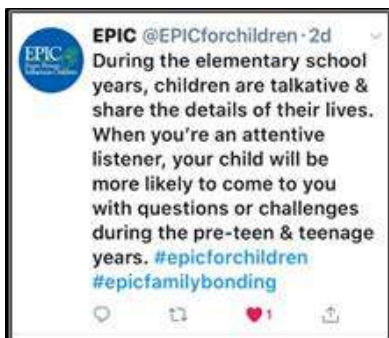 EPIC @EPICforchildren · 2d
EPIC
During the elementary school
years, children are talkative &
share the details of their lives.
When you're an attentive
listener, your child will be
more likely to come to you
with questions or challenges
during the pre-teen & teenage
years. #epicforchildren
#epicfamilybonding
1